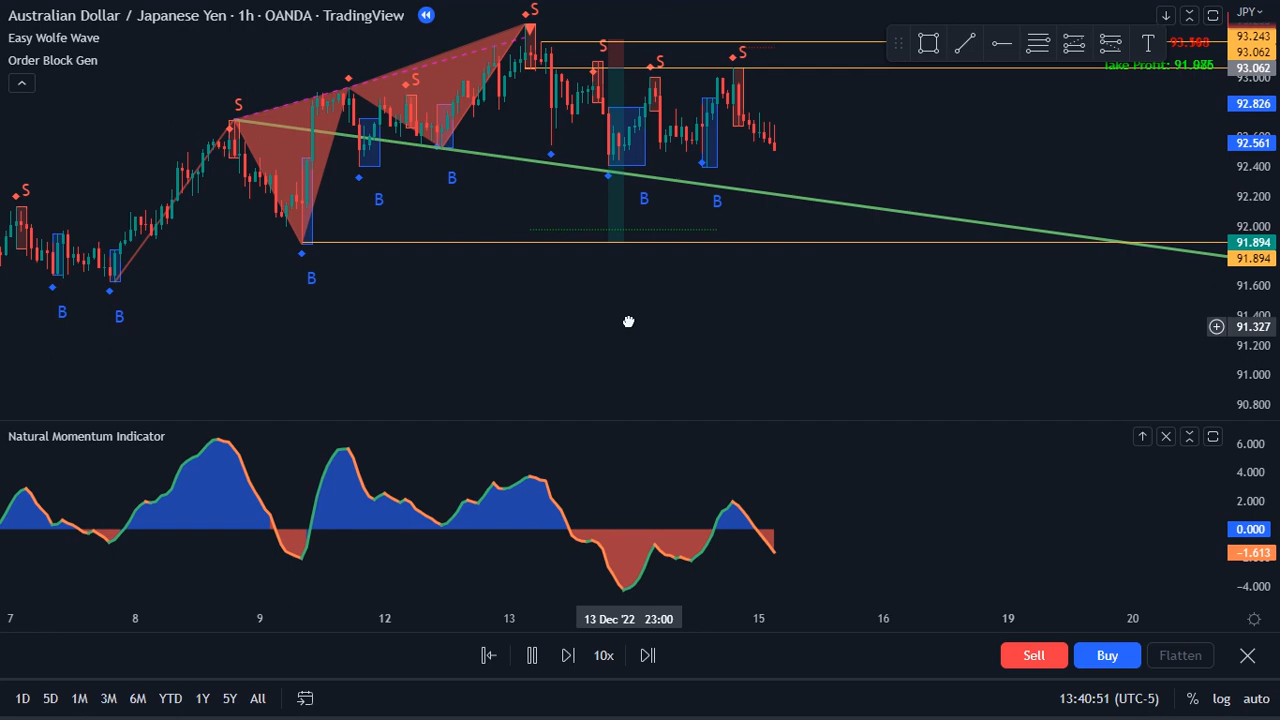 Australian Dollar / Japanese Yen · 1h · OANDA · TradingView
JPY
Easy Wolfe Wave
Order Block Gen
T
93.243
93.062
93.062
93.000
Take Profit:
92.826
92.561
92.400
92.200
92.000
91.894
91.894
91.600
91.327
91.200
91.000
90.800
S
S
S
S
S
S
S
B
B
B
B
B
B
B
B
Natural Momentum Indicator
6.000
4.000
2.000
0.000
−1.613
−4.000
7
8
9
12
13
13 Dec '22 23:00
15
16
19
20
10x
Sell
Buy
Flatten
1D
5D
1M
3M
6M
YTD
1Y
5Y
All
13:40:51 (UTC-5)
%
log
auto